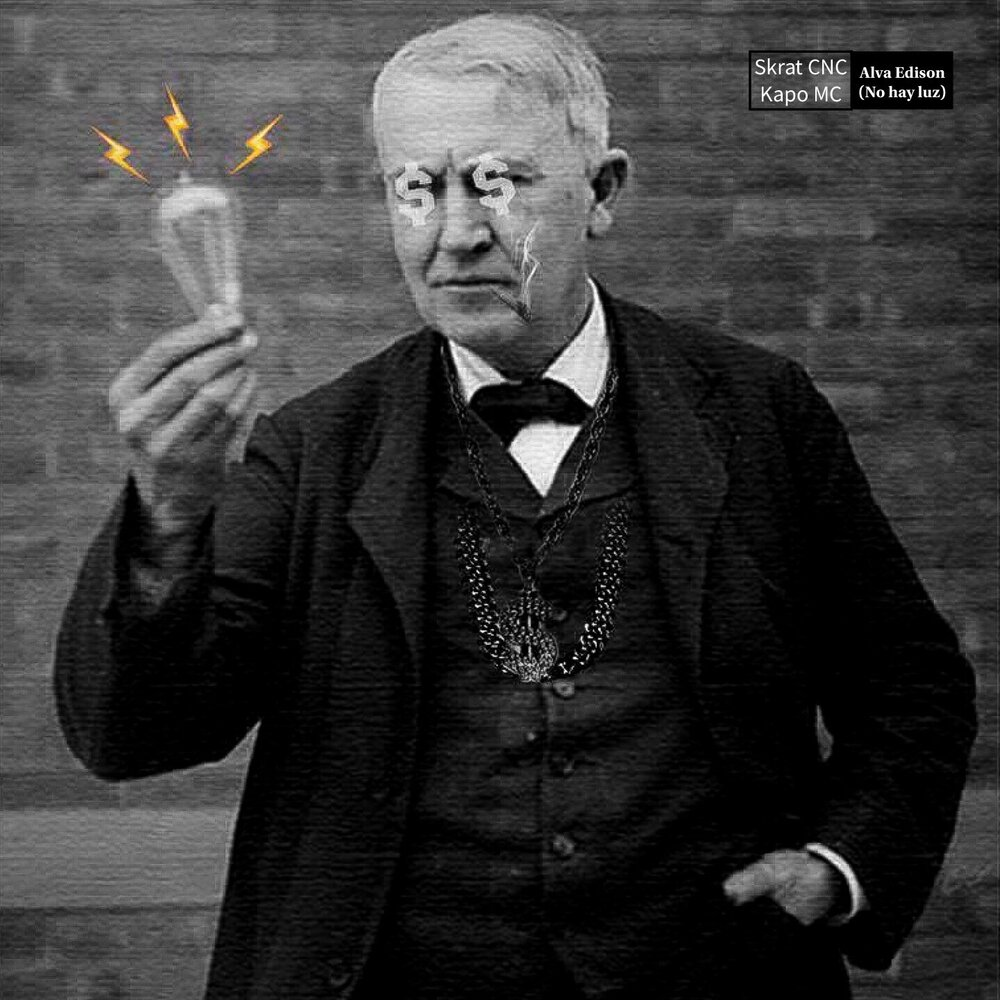 Skrat CNC
Kapo MC
Alva Edison
(No hay luz)
$ $